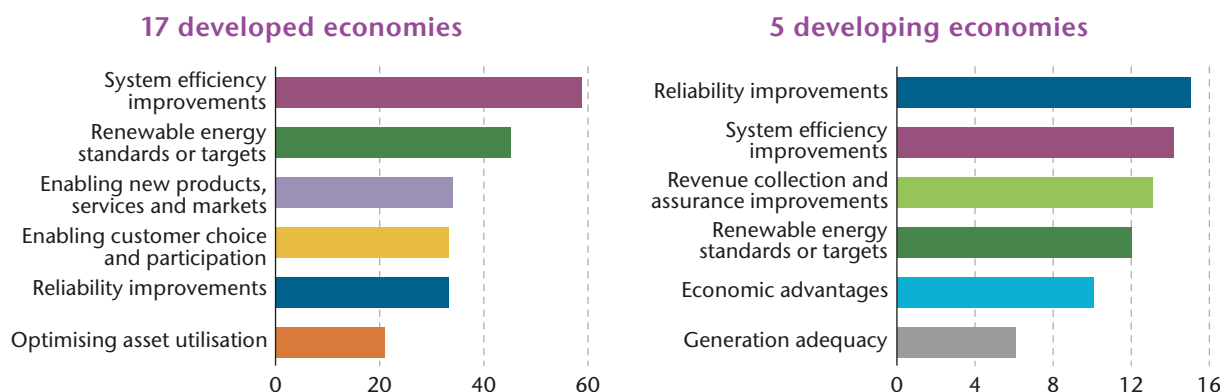 17 developed economies
System efficiency
improvements
Renewable energy
standards or targets
Enabling new products,
services and markets
Enabling customer choice
and participation
Reliability improvements
Optimising asset utilisation
0 20 40 60
5 developing economies
Reliability improvements
System efficiency
improvements
Revenue collection and
assurance improvements
Renewable energy
standards or targets
Economic advantages
Generation adequacy
0 4 8 12 16